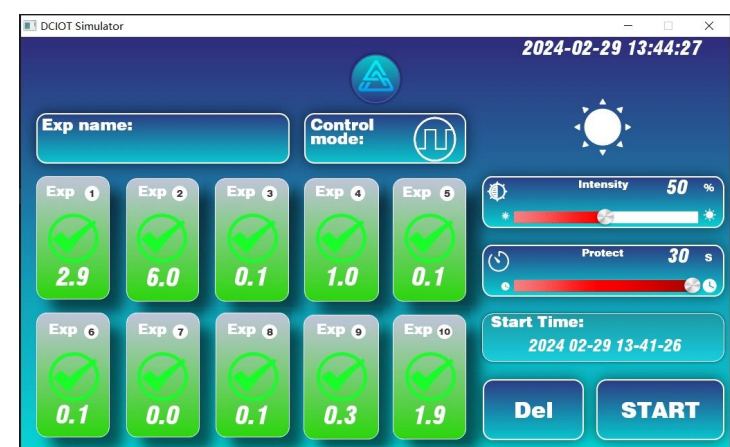 DCIOT Simulator
2024-02-29 13:44:27
Exp name:
Control
mode:
Exp 1
Exp 2
Exp 3
Exp 4
Exp 5
2.9
6.0
0.1
1.0
0.1
Exp 6
Exp 7
Exp 8
Exp 9
Exp 10
0.1
0.0
0.1
0.3
1.9
Intensity 50 %
Protect 30 s
Start Time:
2024 02-29 13-41-26
Del
START